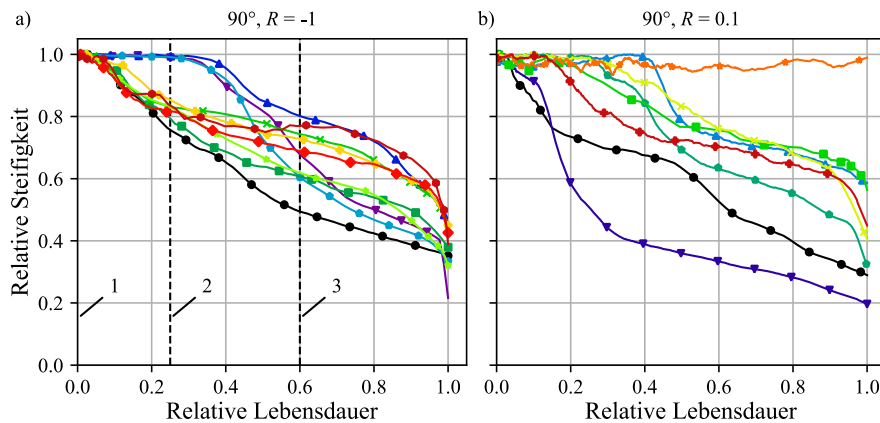 a) 90°, R = -1
b) 90°, R = 0.1
Relative Steifigkeit
1.0
0.8
0.6
0.4
0.2
0.0
1
2
3
0.0 0.2 0.4 0.6 0.8 1.0
0.0 0.2 0.4 0.6 0.8 1.0
Relative Lebensdauer
Relative Lebensdauer